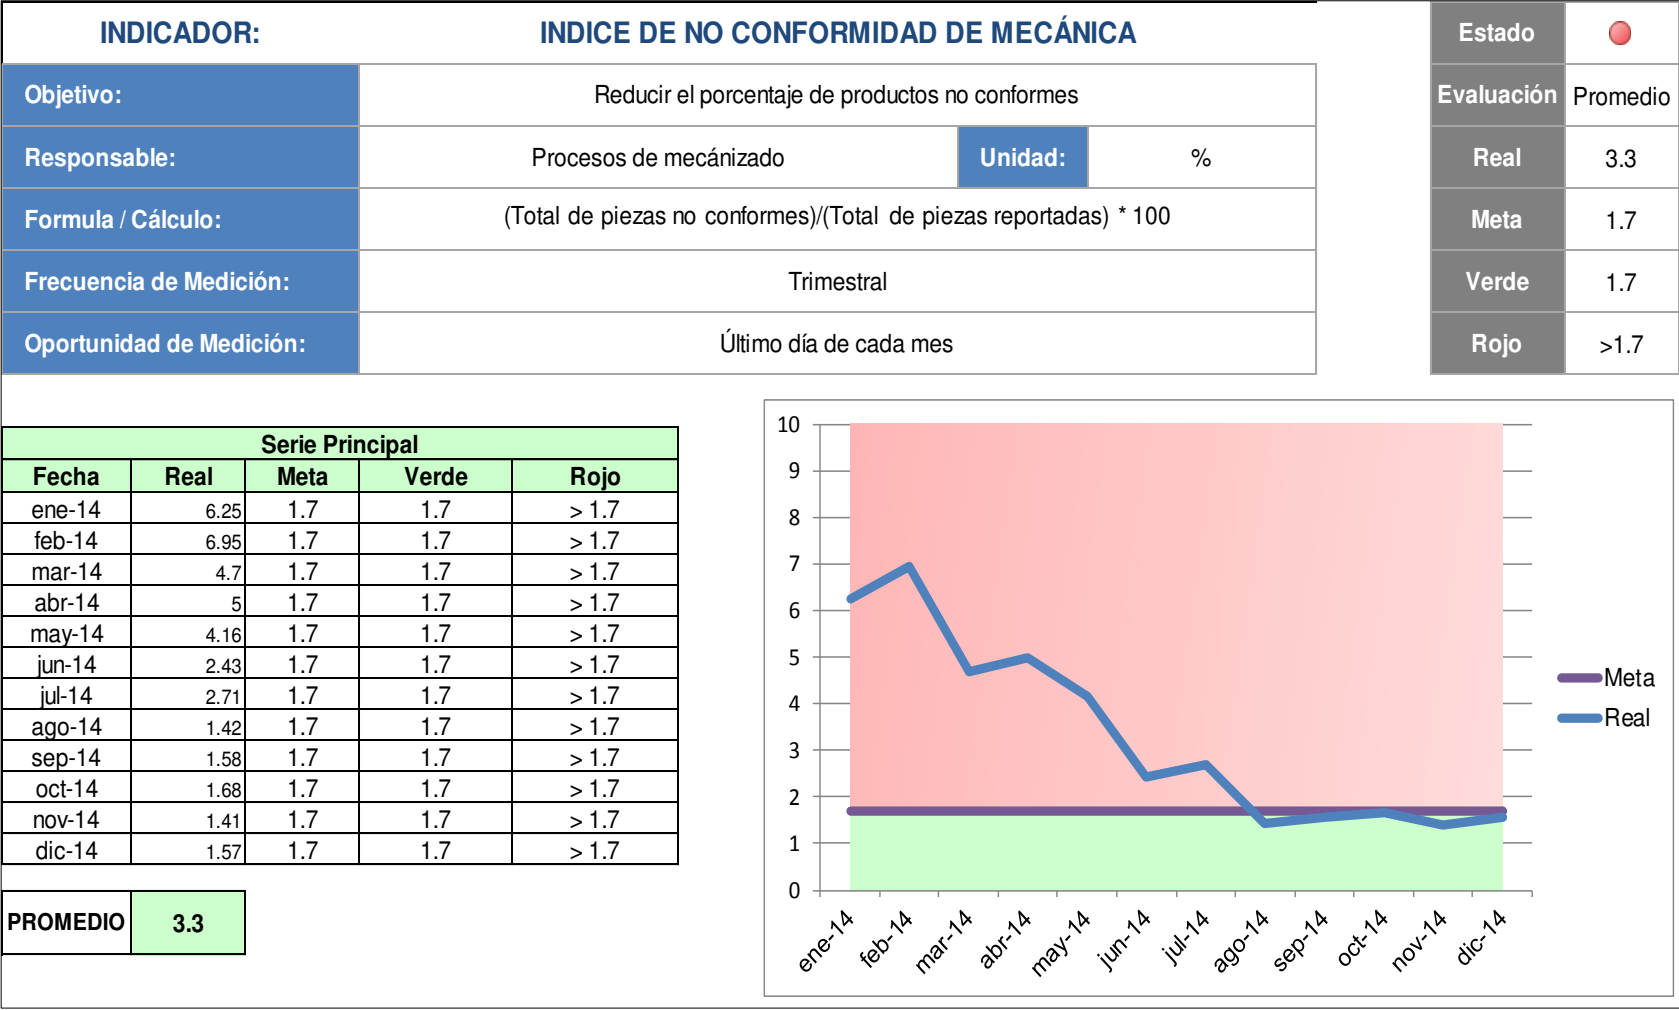 INDICADOR: INDICE DE NO CONFORMIDAD DE MECÁNICA
Objetivo: Reducir el porcentaje de productos no conformes
Responsable: Procesos de mecánizado Unidad: %
Formula / Cálculo: (Total de piezas no conformes)/(Total de piezas reportadas) * 100
Frecuencia de Medición: Trimestral
Oportunidad de Medición: Último día de cada mes
Estado
Evaluación Promedio
Real 3.3
Meta 1.7
Verde 1.7
Rojo >1.7
Serie Principal
Fecha Real Meta Verde Rojo
ene-14 6.25 1.7 1.7 > 1.7
feb-14 6.95 1.7 1.7 > 1.7
mar-14 4.7 1.7 1.7 > 1.7
abr-14 5 1.7 1.7 > 1.7
may-14 4.16 1.7 1.7 > 1.7
jun-14 2.43 1.7 1.7 > 1.7
jul-14 2.71 1.7 1.7 > 1.7
ago-14 1.42 1.7 1.7 > 1.7
sep-14 1.58 1.7 1.7 > 1.7
oct-14 1.68 1.7 1.7 > 1.7
nov-14 1.41 1.7 1.7 > 1.7
dic-14 1.57 1.7 1.7 > 1.7
PROMEDIO 3.3
10
9
8
7
6
5
4
3
2
1
0
ene-14 feb-14 mar-14 abr-14 may-14 jun-14 jul-14 ago-14 sep-14 oct-14 nov-14 dic-14
Meta
Real